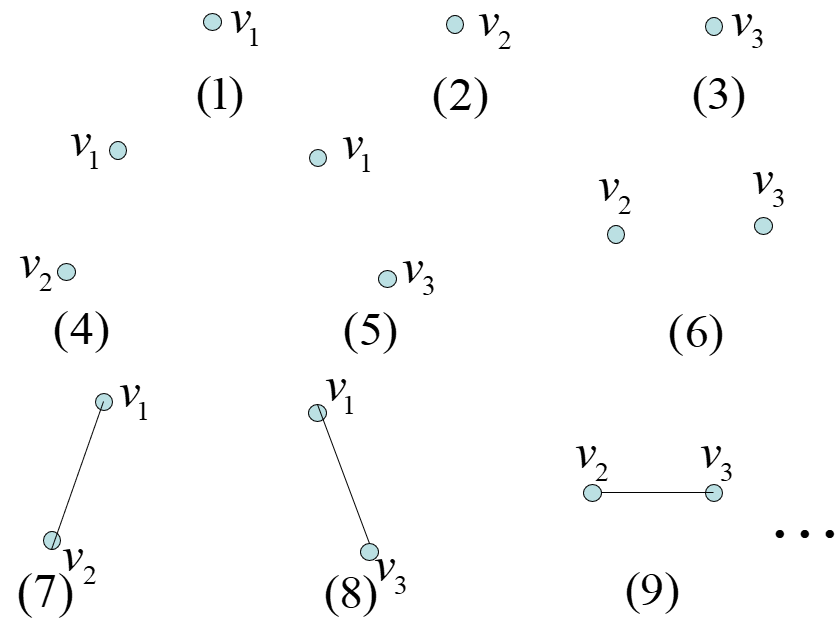 v₁ v₂ v₃
(1) (2) (3)
v₁ v₁
v₂ v₃
v₂ v₃
(4) (5) (6)
v₁ v₁
v₂ v₃
v₂ v₃
...
(7) (8) (9)